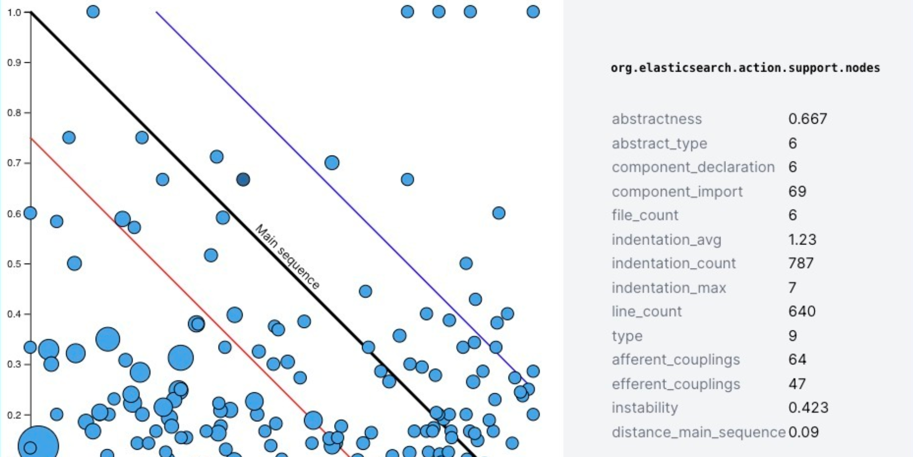 1.0
0.9
0.8
0.7
0.6
0.5
0.4
0.3
0.2
Main sequence
org.elasticsearch.action.support.nodes
abstractness 0.667
abstract_type 6
component_declaration 6
component_import 69
file_count 6
indentation_avg 1.23
indentation_count 787
indentation_max 7
line_count 640
type 9
afferent_couplings 64
efferent_couplings 47
instability 0.423
distance_main_sequence 0.09